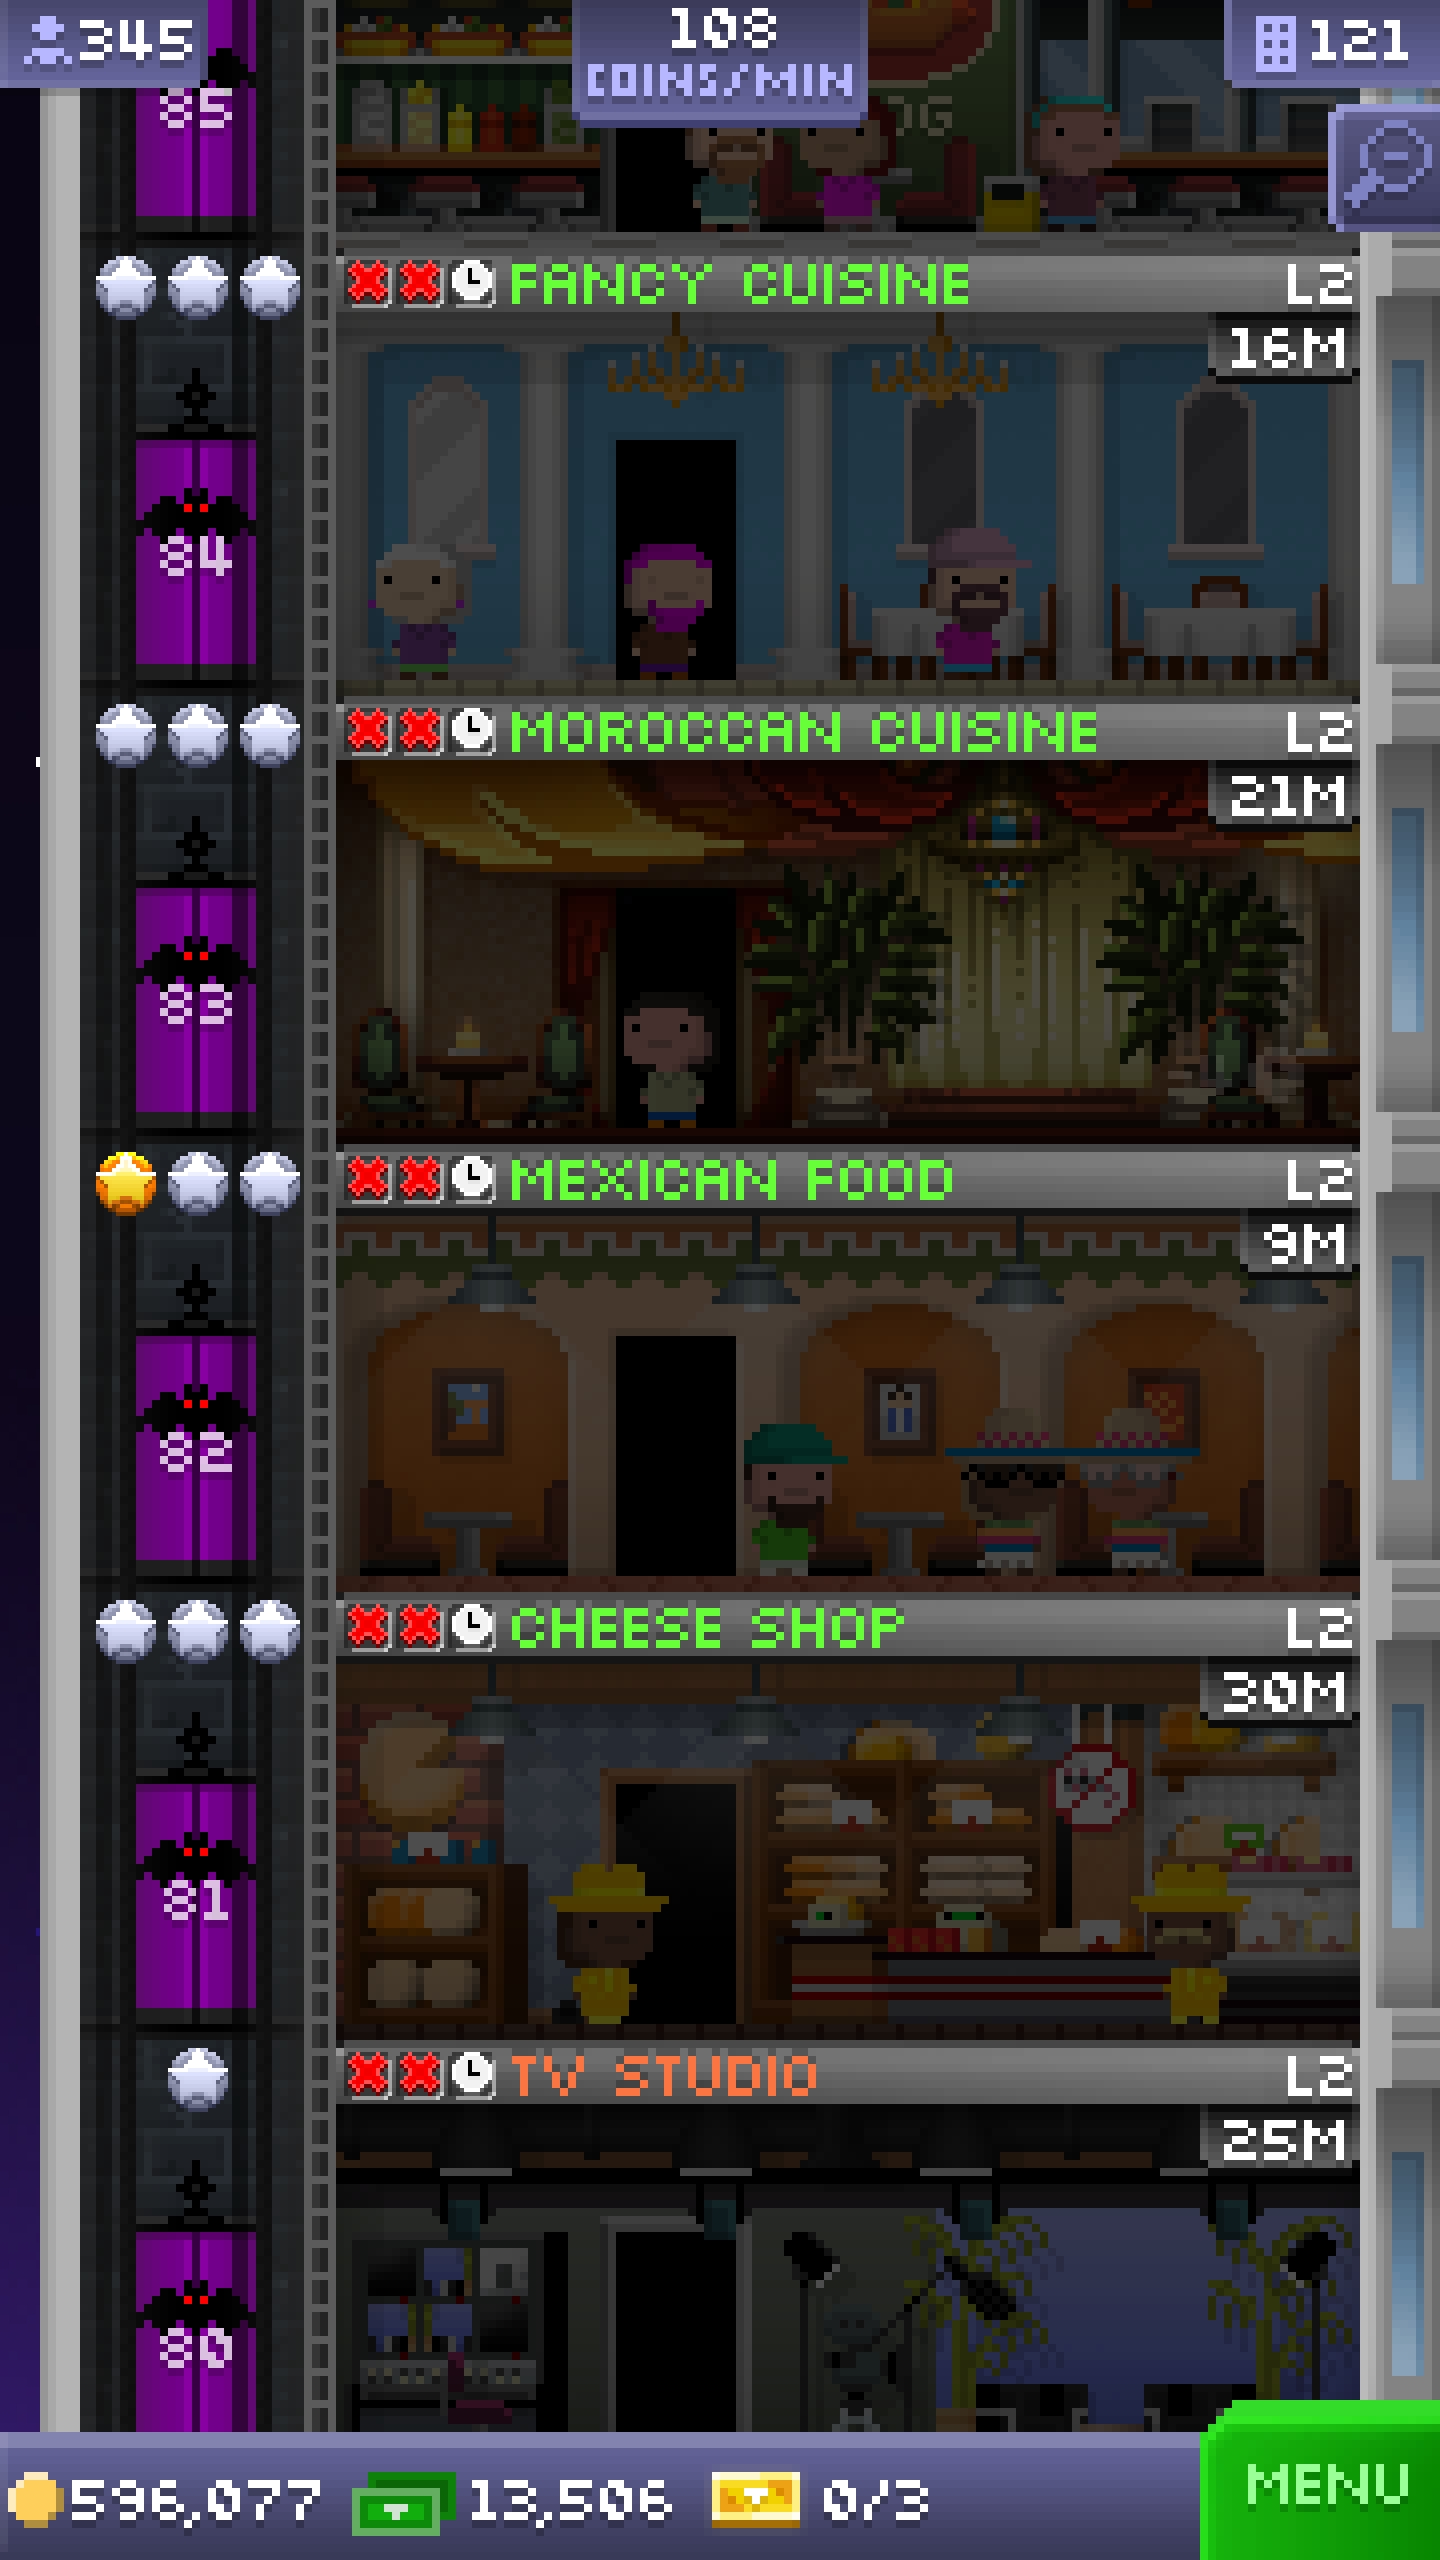 345
108
COINS/MIN
121
85
FANCY CUISINE L2
16M
84
MOROCCAN CUISINE L2
21M
83
MEXICAN FOOD L2
9M
82
CHEESE SHOP L2
30M
81
TV STUDIO L2
25M
80
596,077 13,506 0/3 MENU